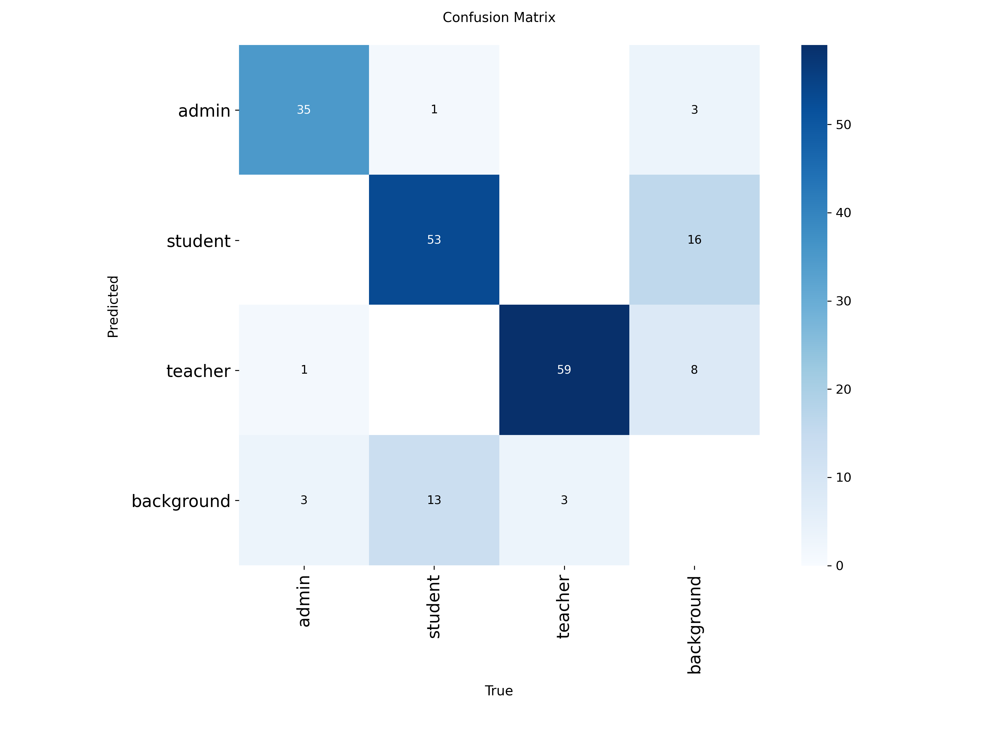 Confusion Matrix
admin
35
1
3
student
53
16
teacher
1
59
8
background
3
13
3
Predicted
admin
student
teacher
background
True
50
40
30
20
10
0